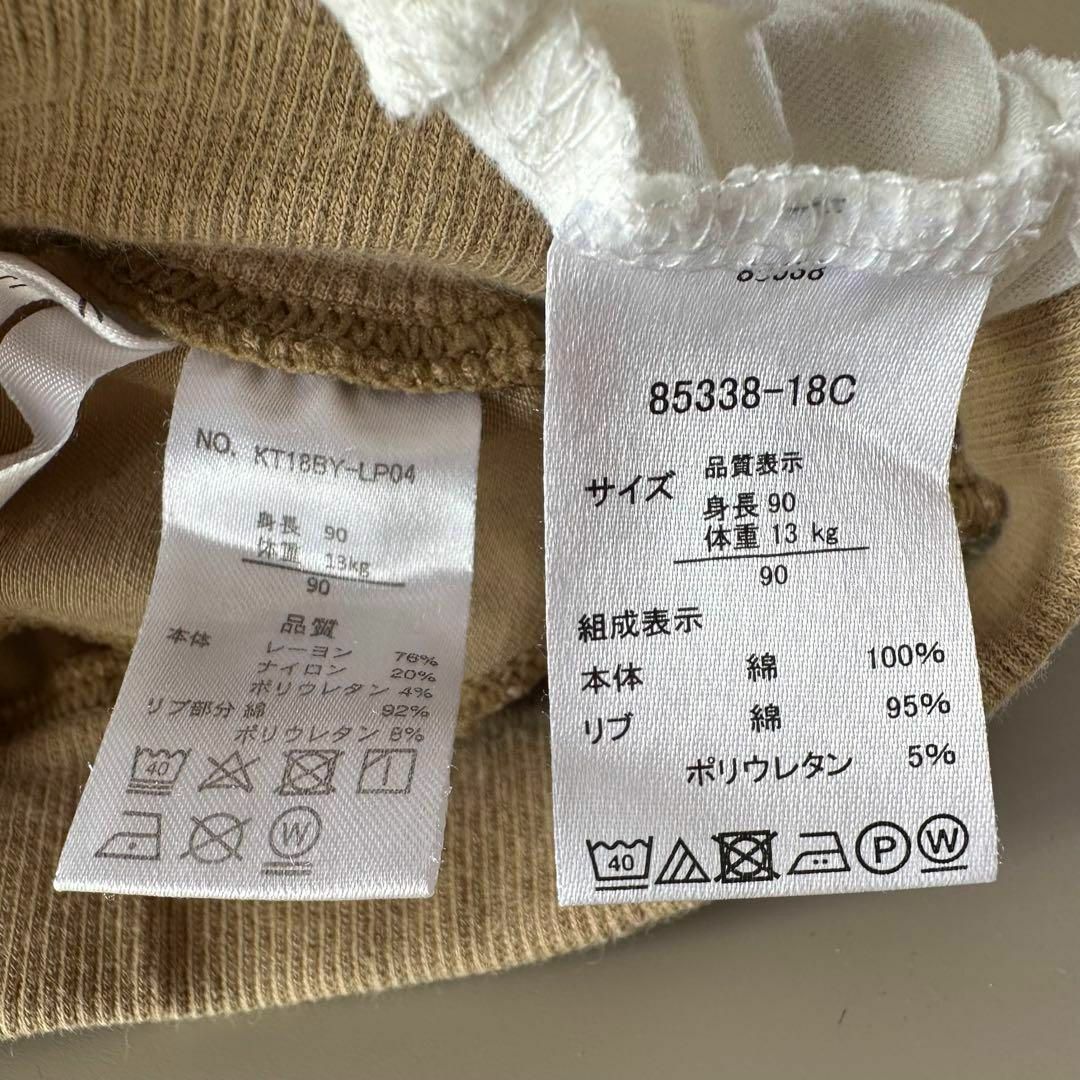 NO. KT18BY-LP04
身長 90
体重 13kg
90
品質
本体 レーヨン 76%
ナイロン 20%
ポリウレタン 4%
リブ部分 綿 92%
ポリウレタン 8%
40
W
85338
85338-18C
品質表示
サイズ 身長 90
体重 13 kg
90
組成表示
本体 綿 100%
リブ 綿 95%
ポリウレタン 5%
40 P W